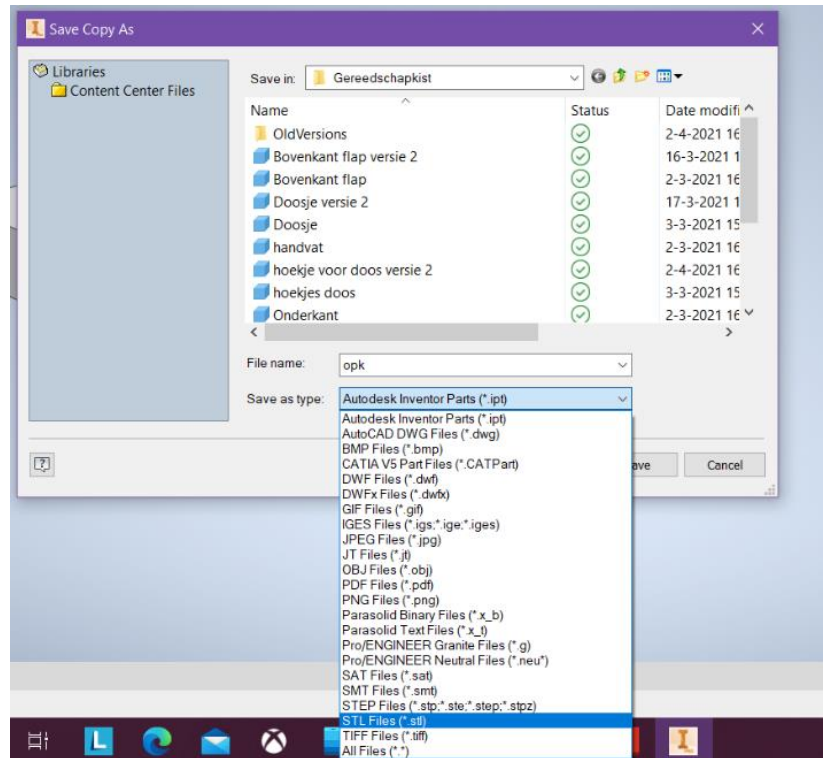 Save Copy As
Libraries
Content Center Files
Save in: Gereedschapkist
Name Status Date modifi
OldVersions 2-4-2021 16
Bovenkant flap versie 2 16-3-2021 1
Bovenkant flap 2-3-2021 16
Doosje versie 2 17-3-2021 1
Doosje 3-3-2021 15
handvat 2-3-2021 16
hoekje voor doos versie 2 2-4-2021 16
hoekjes doos 3-3-2021 15
Onderkant 2-3-2021 16
File name: opk
Save as type: Autodesk Inventor Parts (*.ipt)
Autodesk Inventor Parts (*.ipt)
AutoCAD DWG Files (*.dwg)
BMP Files (*.bmp)
CATIA V5 Part Files (*.CATPart)
ave Cancel
DWF Files (*.dwf)
DWFx Files (*.dwfx)
GIF Files (*.gif)
IGES Files (*.igs;*.ige;*.iges)
JPEG Files (*.jpg)
JT Files (*.jt)
OBJ Files (*.obj)
PDF Files (*.pdf)
PNG Files (*.png)
Parasolid Binary Files (*.x_b)
Parasolid Text Files (*.x_t)
Pro/ENGINEER Granite Files (*.g)
Pro/ENGINEER Neutral Files (*.neu*)
SAT Files (*.sat)
SMT Files (*.smt)
STEP Files (*.stp;*.ste;*.step;*.stpz)
STL Files (*.stl)
TIFF Files (*.tiff)
All Files (*.*)
L
I